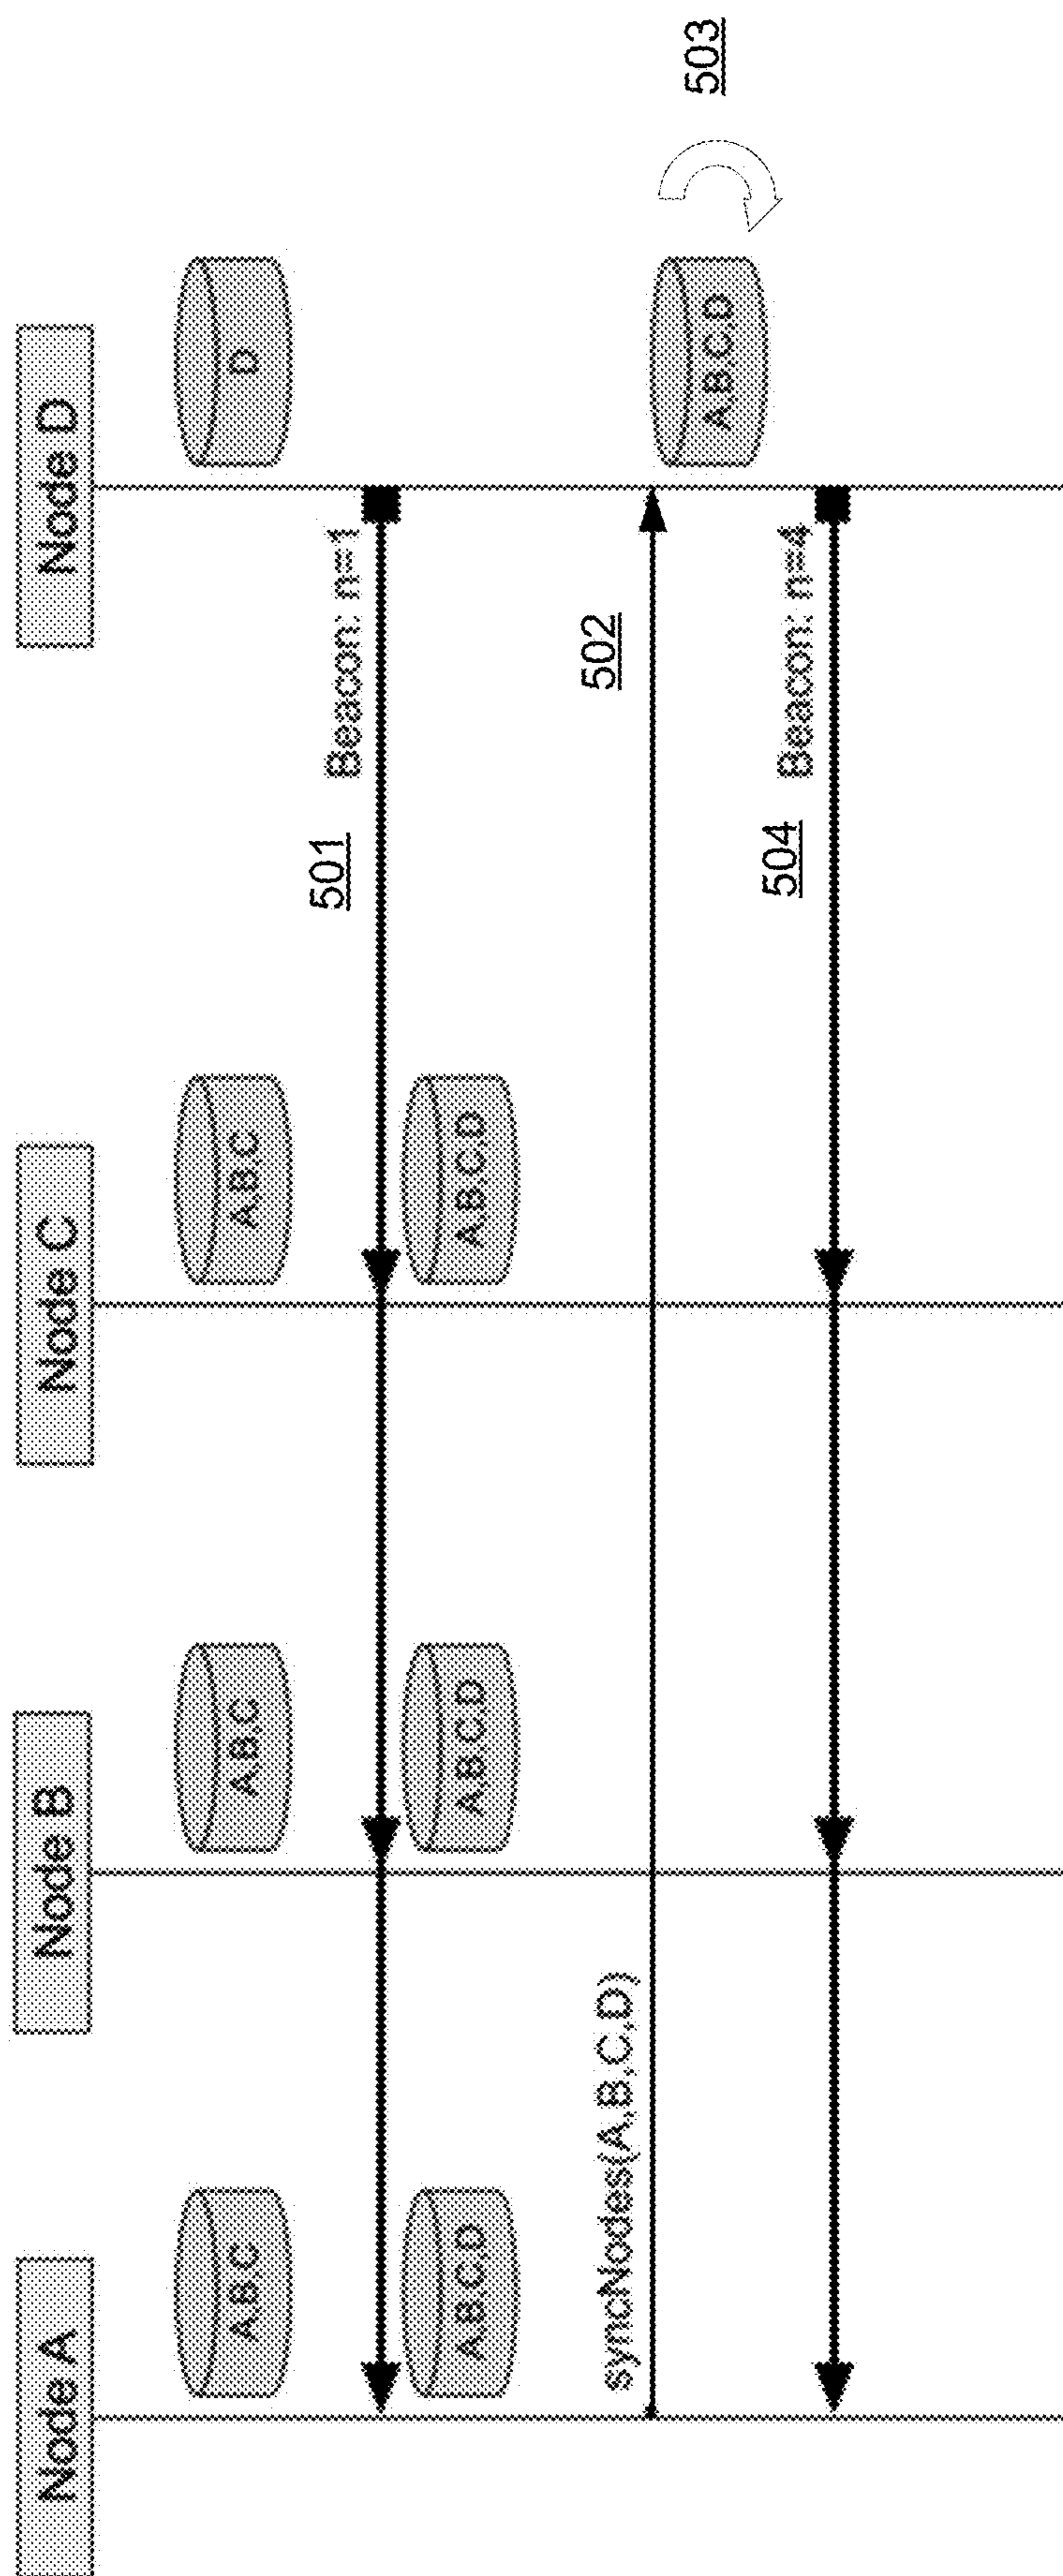 Node A
Node B
Node C
Node D
A,B,C
A,B,C
A,B,C
D
501
Beacon: n=1
A,B,C,D
A,B,C,D
A,B,C,D
syncNodes(A,B,C,D)
502
A,B,C,D
503
504
Beacon: n=4